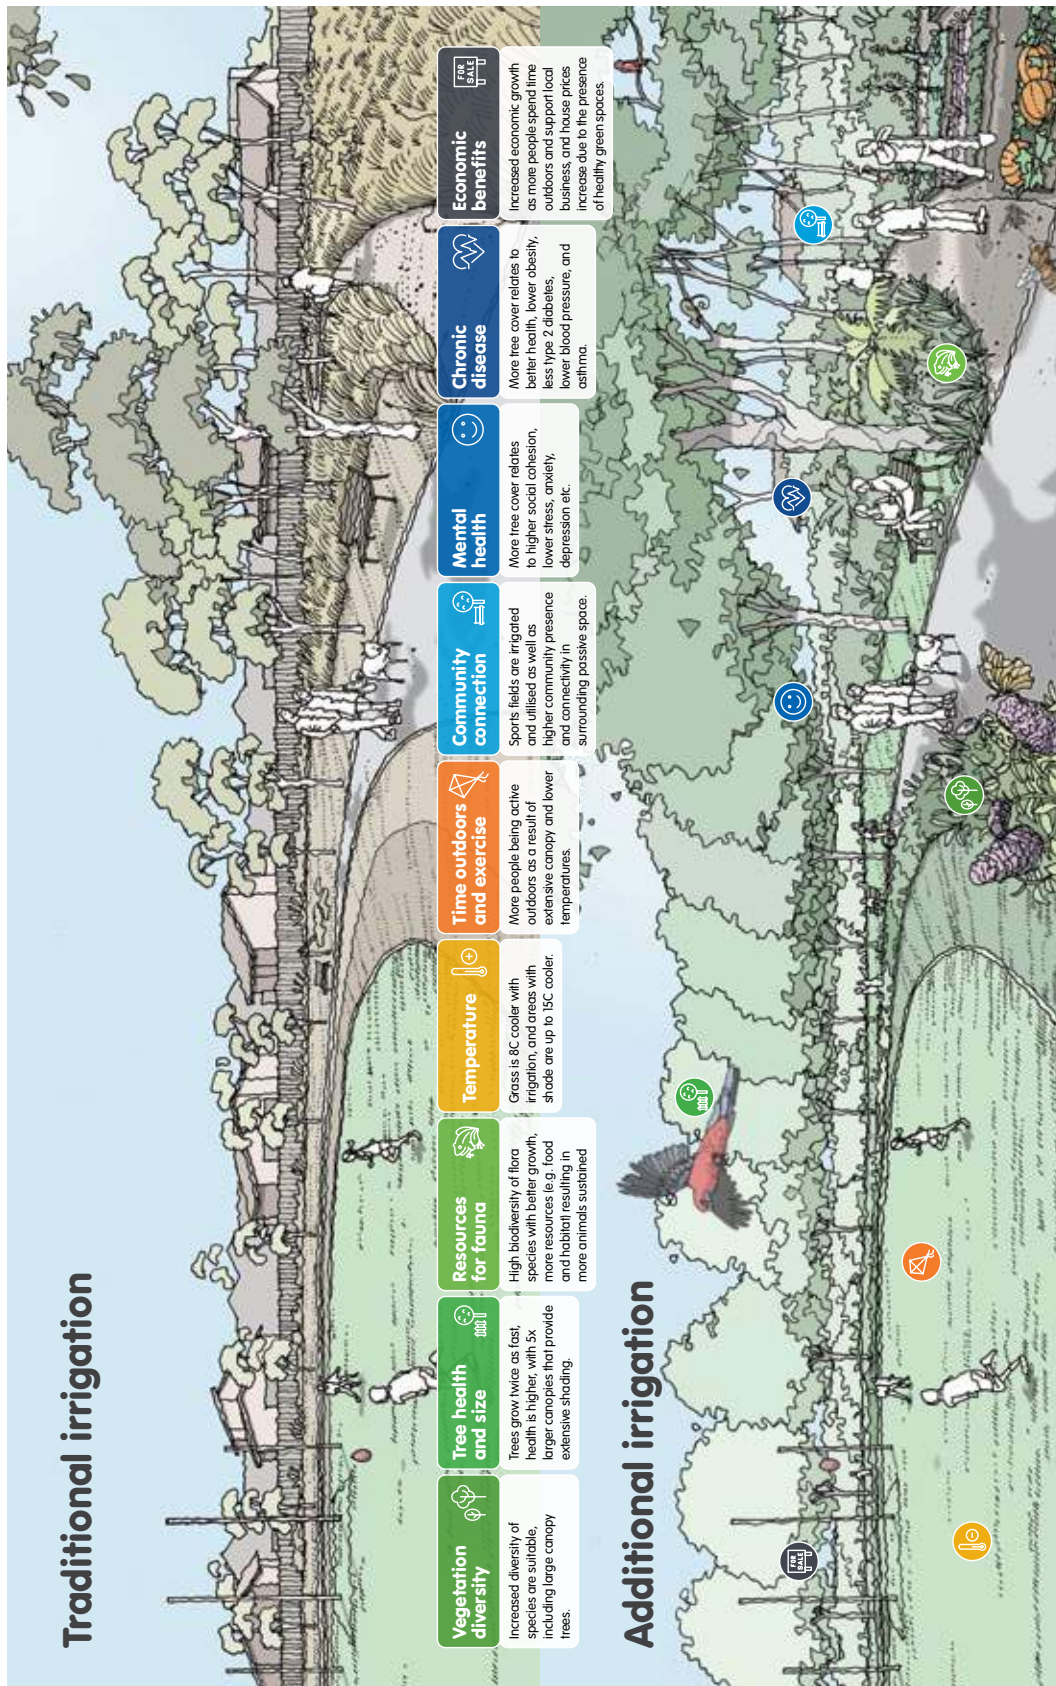 Traditional irrigation
Vegetation
diversity
Increased diversity of
species are suitable,
including large canopy
trees.
Tree health
and size
Trees grow twice as fast,
health is higher, with 5x
larger canopies that provide
extensive shading.
Resources
for fauna
High biodiversity of flora
species with better growth,
more resources (e.g. food
and habitat) resulting in
more animals sustained
Temperature
Grass is 8C cooler with
irrigation, and areas with
shade are up to 15C cooler.
Time outdoors
and exercise
More people being active
outdoors as a result of
extensive canopy and lower
temperatures.
Community
connection
Sports fields are irrigated
and utilised as well as
higher community presence
and connectivity in
surrounding passive space.
Mental
health
More tree cover relates
to higher social cohesion,
lower stress, anxiety,
depression etc.
Chronic
disease
More tree cover relates to
better health, lower obesity,
less type 2 diabetes,
lower blood pressure, and
asthma.
FOR
SALE
Economic
benefits
Increased economic growth
as more people spend time
outdoors and support local
business, and house prices
increase due to the presence
of healthy green spaces.
Additional irrigation
FOR
SALE